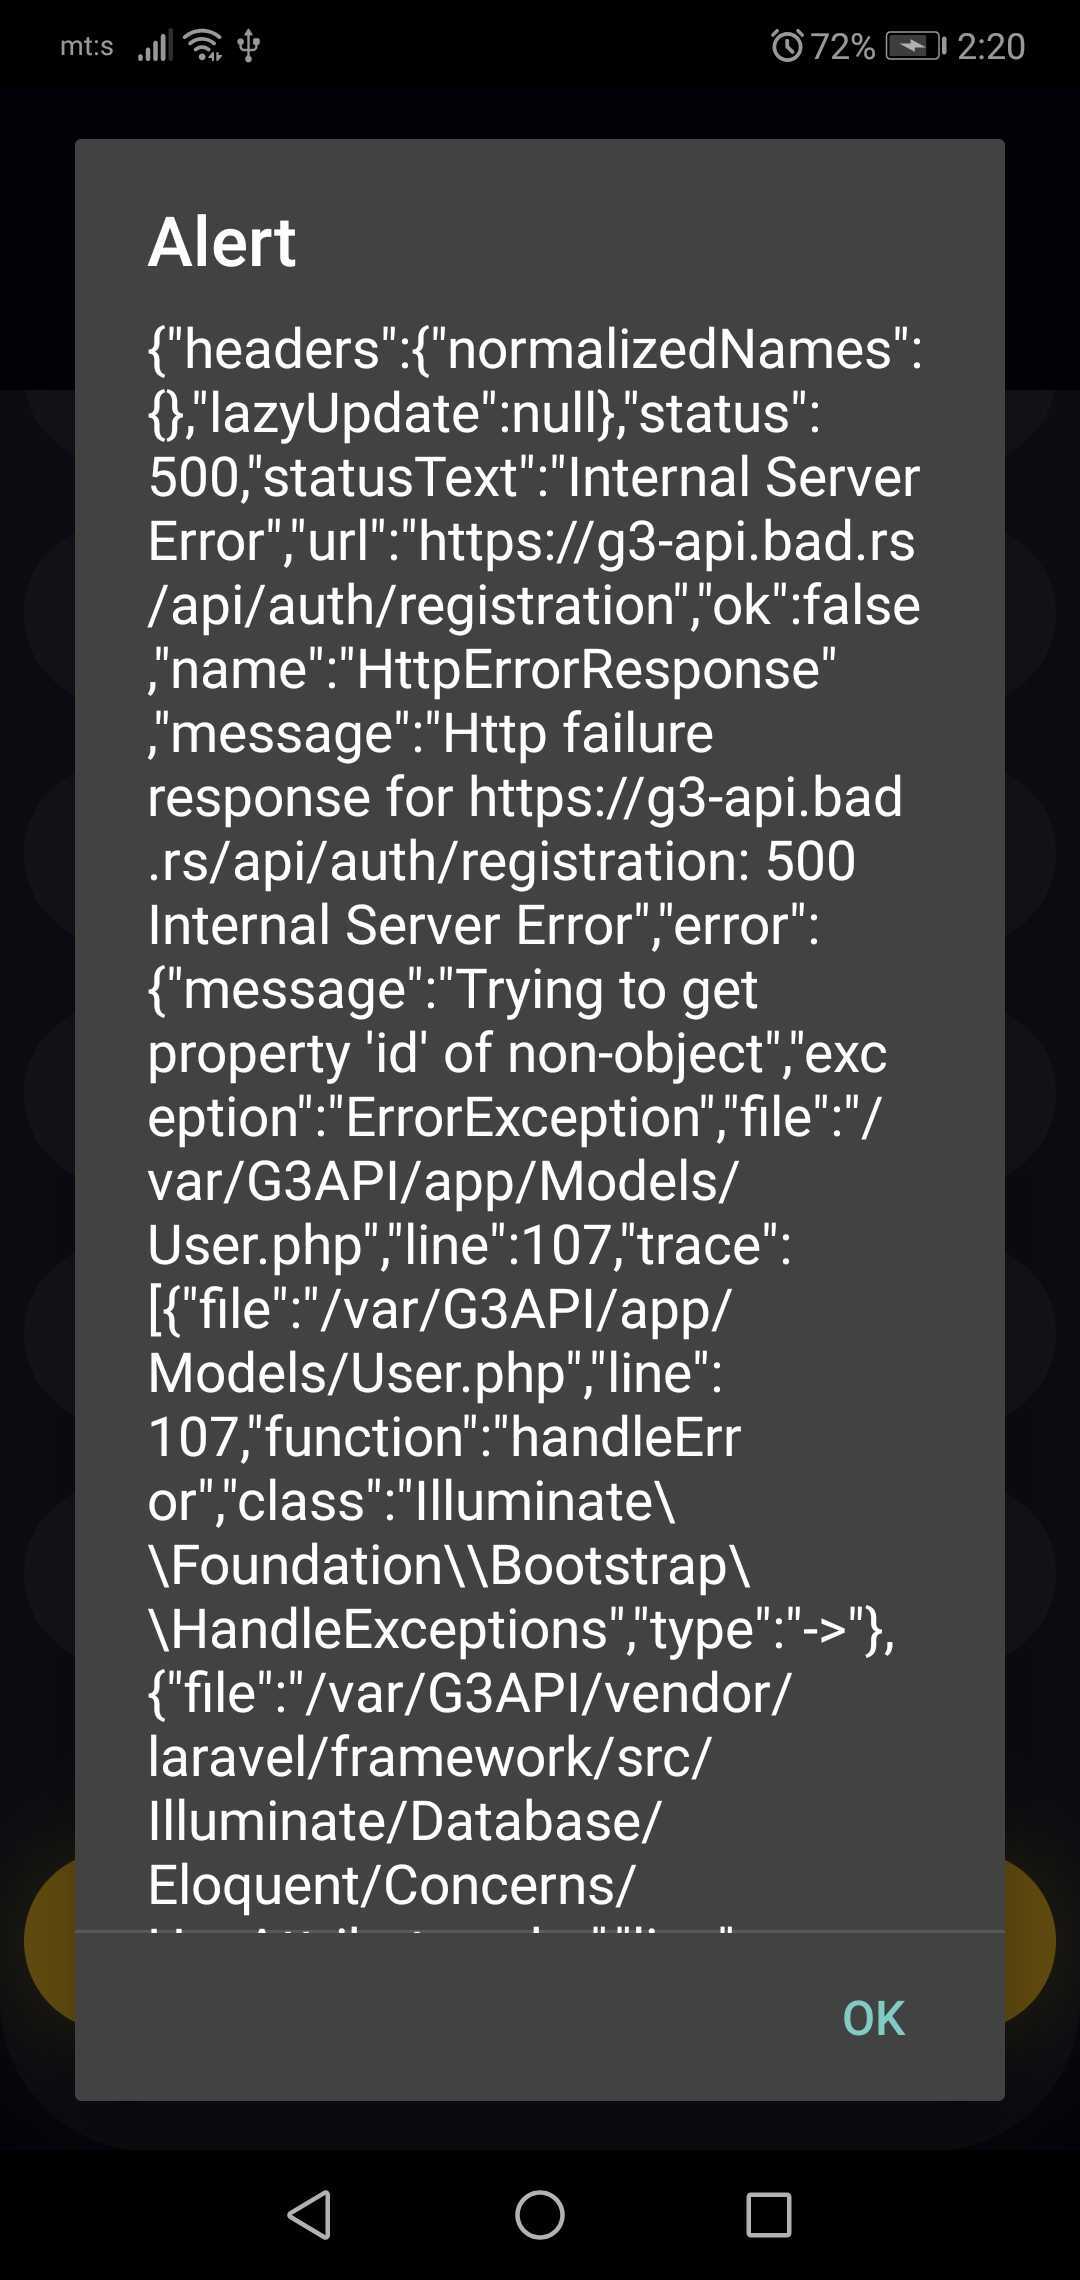 mt:s 72% 2:20
Alert
{"headers":{"normalizedNames":
{},"lazyUpdate":null},"status":
500,"statusText":"Internal Server
Error","url":"https://g3-api.bad.rs
/api/auth/registration","ok":false
,"name":"HttpErrorResponse"
,"message":"Http failure
response for https://g3-api.bad
.rs/api/auth/registration: 500
Internal Server Error","error":
{"message":"Trying to get
property 'id' of non-object","exc
eption":"ErrorException","file":"/
var/G3API/app/Models/
User.php","line":107,"trace":
[{"file":"/var/G3API/app/
Models/User.php","line":
107,"function":"handleErr
or","class":"Illuminate\
\Foundation\\Bootstrap\
\HandleExceptions","type":"->"},
{"file":"/var/G3API/vendor/
laravel/framework/src/
Illuminate/Database/
Eloquent/Concerns/
OK